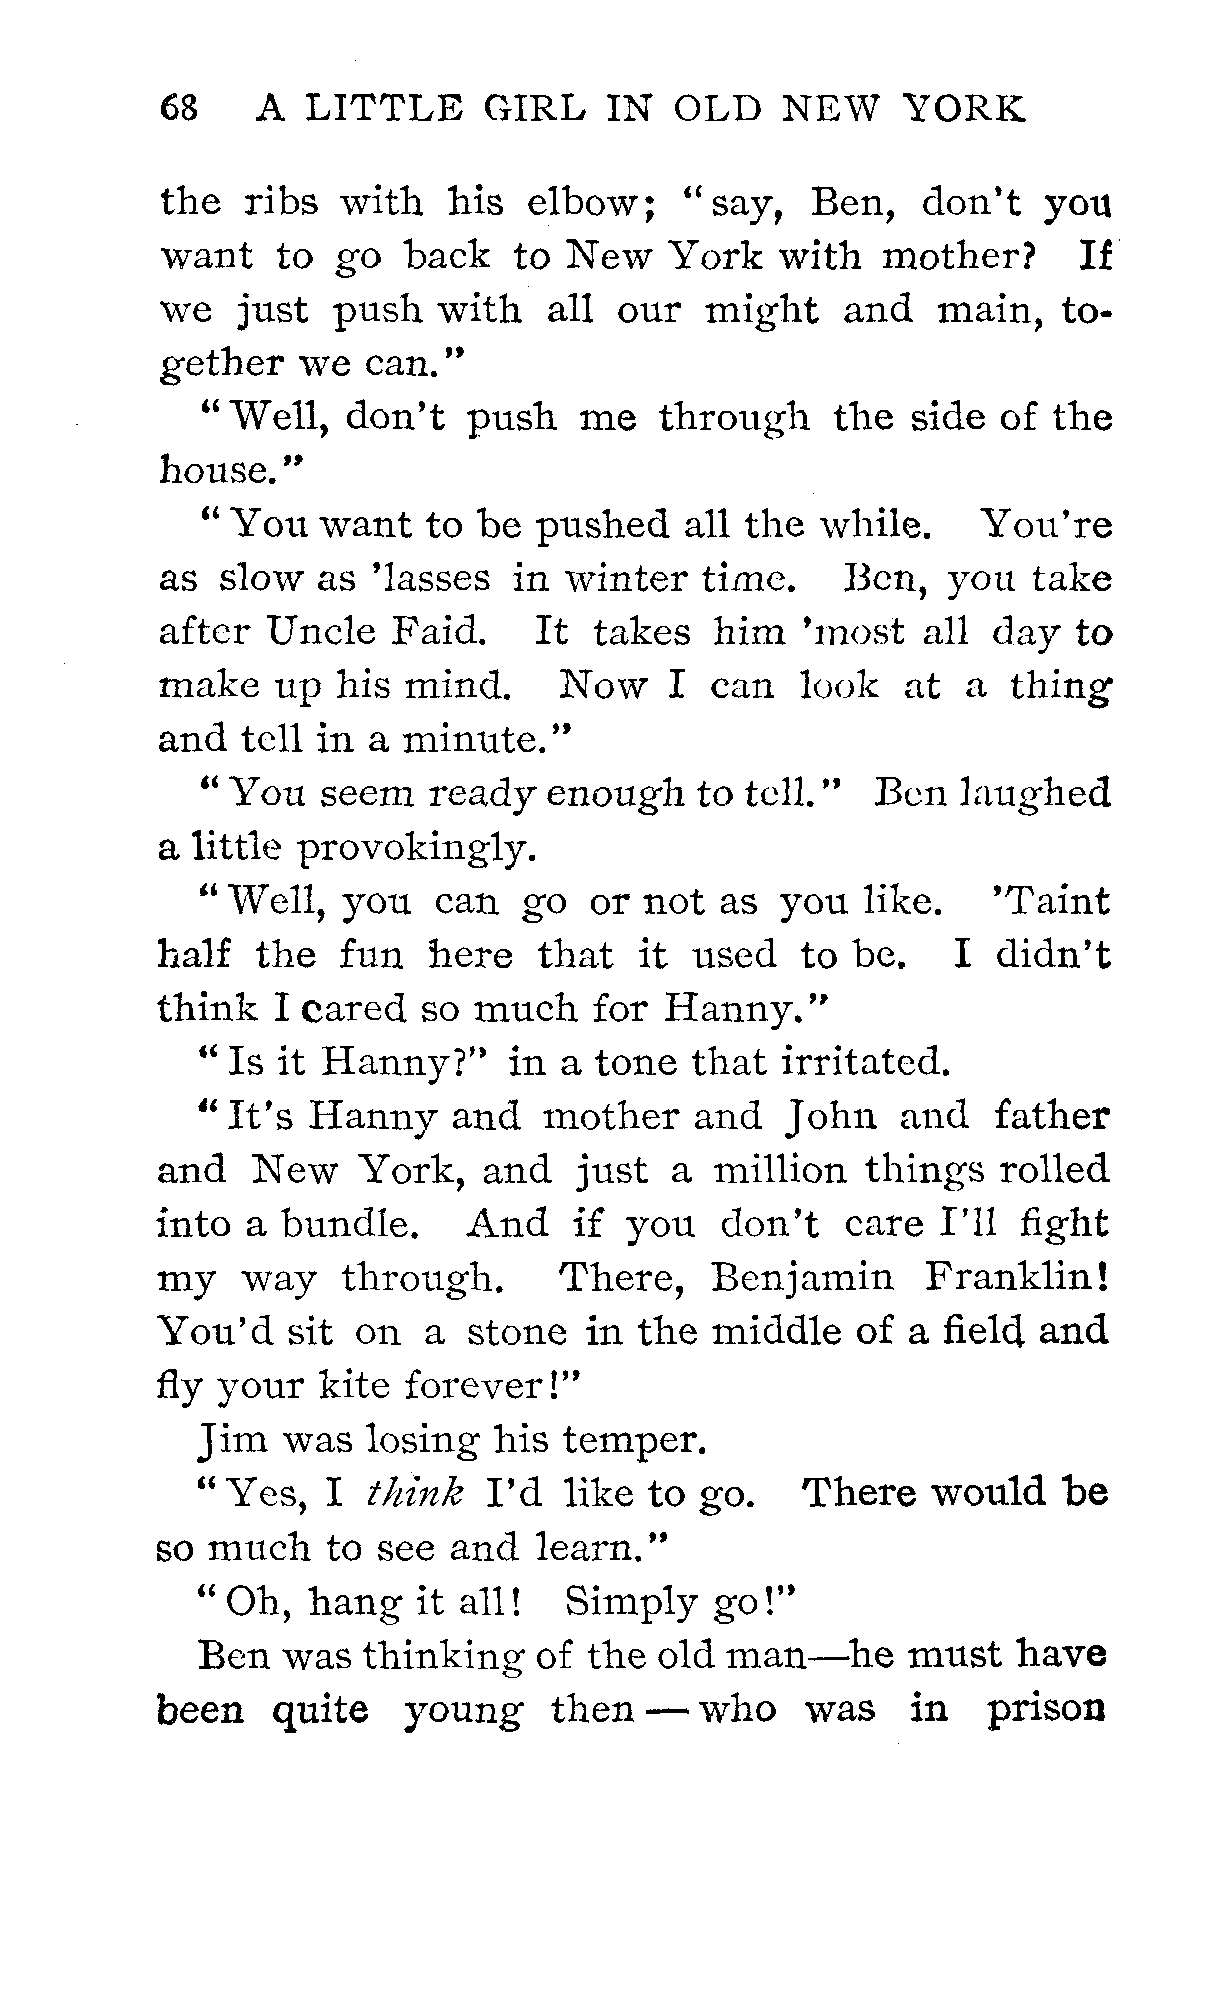 68 A LITTLE GIRL IN OLD NEW YORK
the ribs with his elbow; "say, Ben, don't you
want to go back to New York with mother? If
we just push with all our might and main, to-
gether we can."
"Well, don't push me through the side of the
house."
"You want to be pushed all the while. You're
as slow as 'lasses in winter time. Ben, you take
after Uncle Faid. It takes him 'most all day to
make up his mind. Now I can look at a thing
and tell in a minute."
"You seem ready enough to tell." Ben laughed
a little provokingly.
"Well, you can go or not as you like. 'Taint
half the fun here that it used to be. I didn't
think I cared so much for Hanny."
"Is it Hanny?" in a tone that irritated.
"It's Hanny and mother and John and father
and New York, and just a million things rolled
into a bundle. And if you don't care I'll fight
my way through. There, Benjamin Franklin!
You'd sit on a stone in the middle of a field and
fly your kite forever!"
Jim was losing his temper.
"Yes, I think I'd like to go. There would be
so much to see and learn."
"Oh, hang it all! Simply go!"
Ben was thinking of the old man—he must have
been quite young then — who was in prison